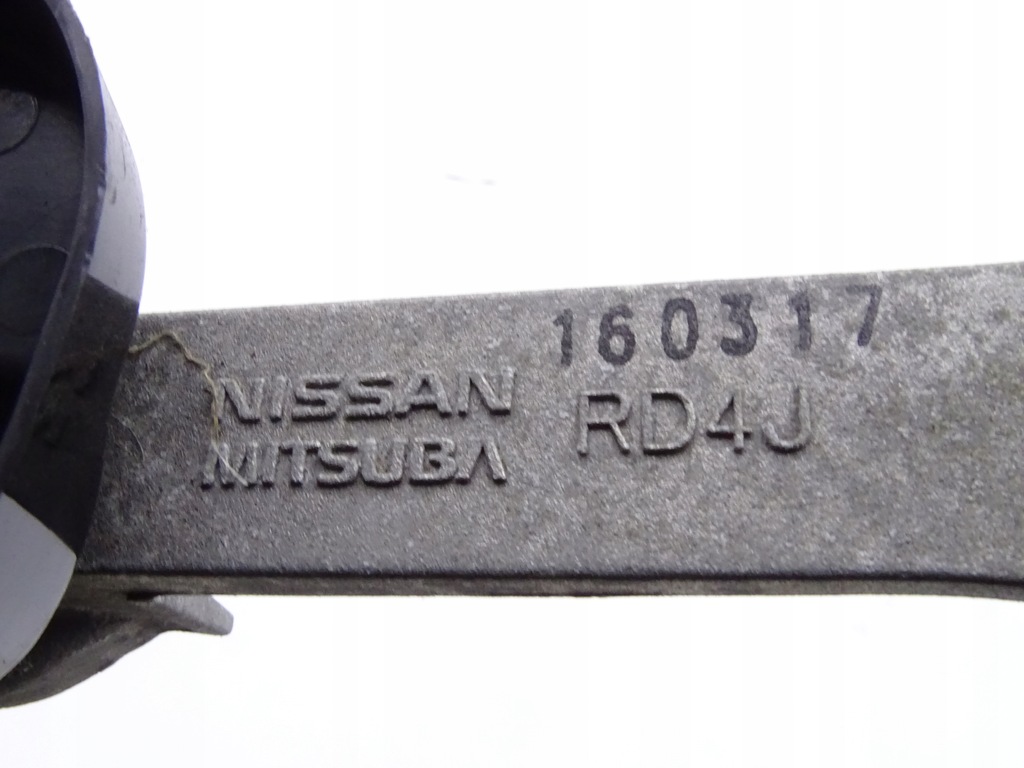 160317
NISSAN RD4J
MITSUBA